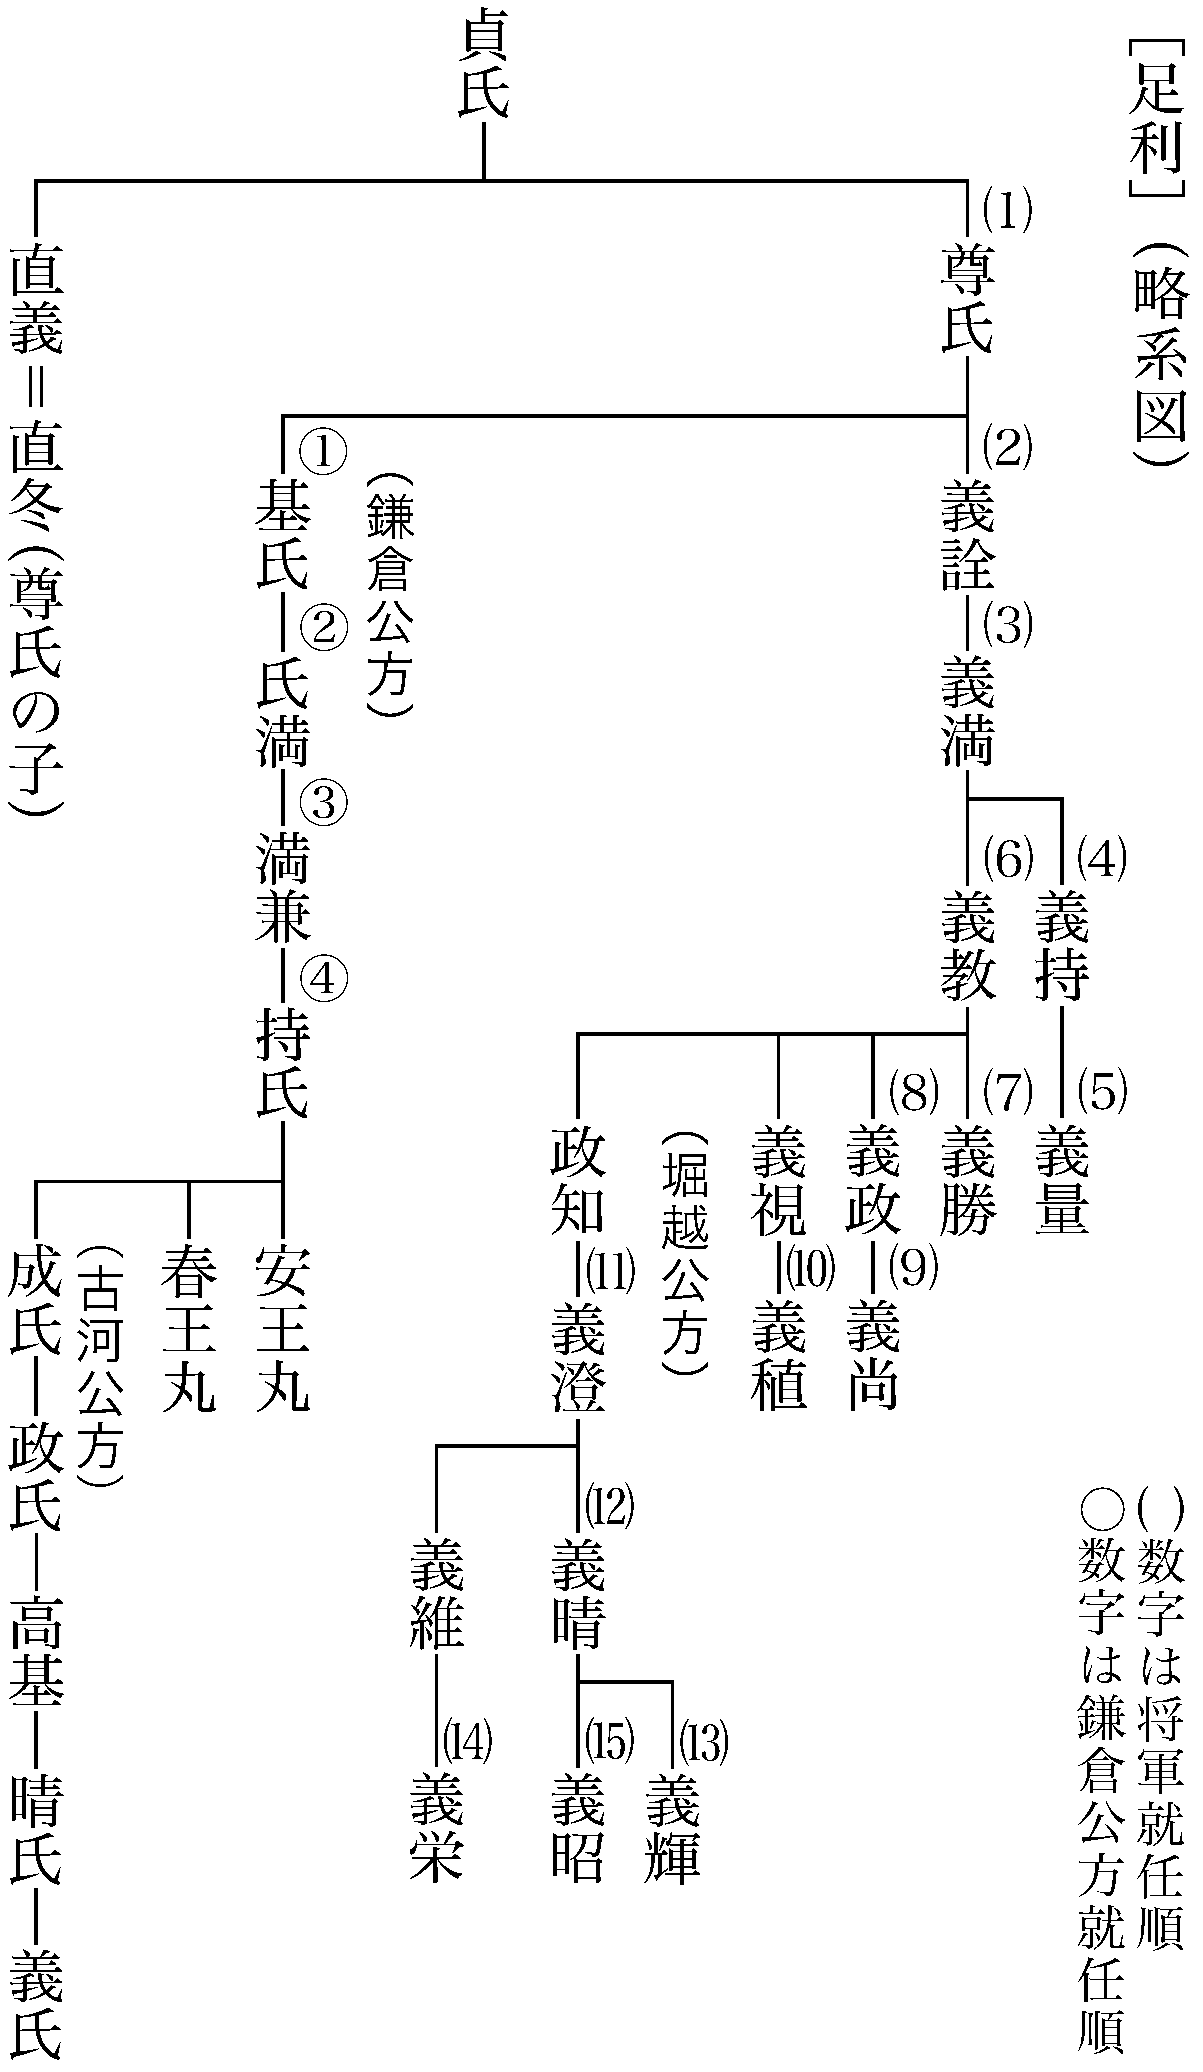 ［足利］（略系図）
貞氏
(1)
尊氏
直義＝直冬（尊氏の子）
(2)
義詮
(3)
義満
（鎌倉公方）
①
基氏
②
氏満
③
満兼
④
持氏
(4)
義持
(5)
義量
(6)
義教
(7)
義勝
(8)
義政
(9)
義尚
義視
(10)
義稙
（堀越公方）
政知
(11)
義澄
(12)
義晴
義維
(13)
義輝
(15)
義昭
(14)
義栄
安王丸
春王丸
（古河公方）
成氏―政氏―高基―晴氏―義氏
( )数字は将軍就任順
○数字は鎌倉公方就任順